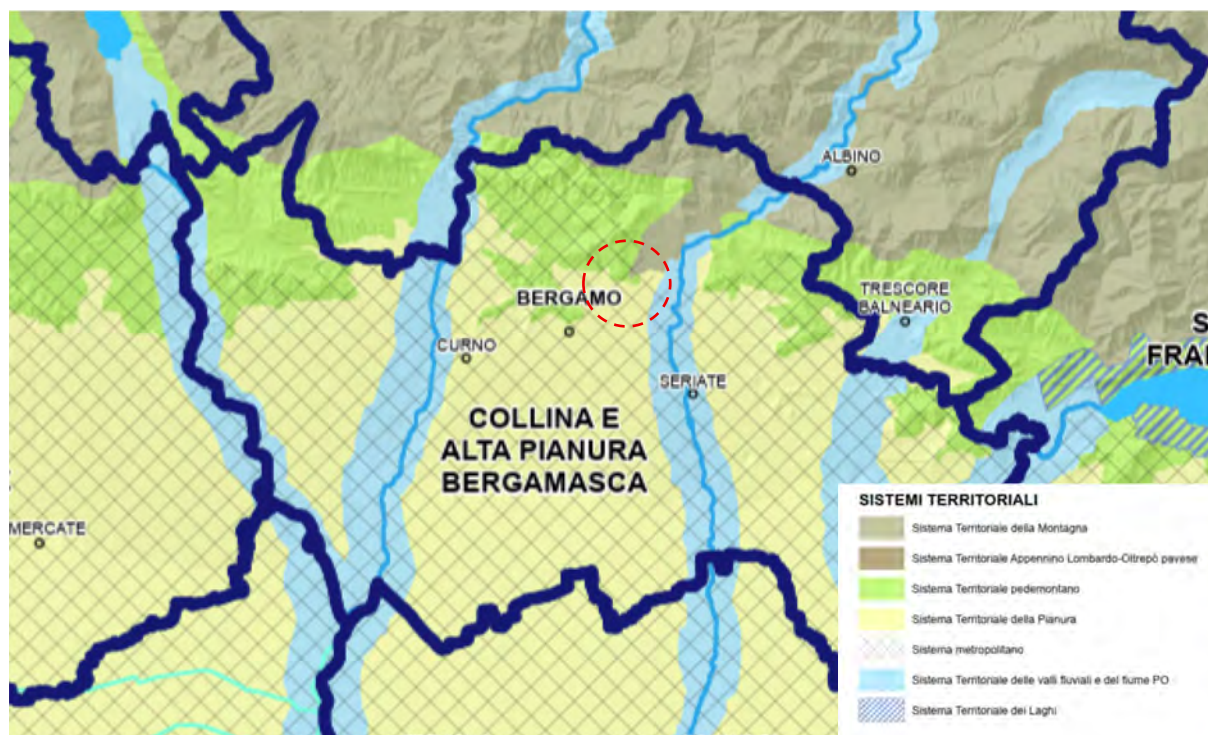 ALBINO
TRESCORE
BALNEARIO
BERGAMO
S
FRAI
CURNO
SERIATE
COLLINA E
ALTA PIANURA
BERGAMASCA
MERCATE
SISTEMI TERRITORIALI
Sistema Territoriale della Montagna
Sistema Territoriale Appennino Lombardo-Oltrepò pavese
Sistema Territoriale pedemontano
Sistema Territoriale della Pianura
Sistema metropolitano
Sistema Territoriale delle valli fluviali e del fiume PO
Sistema Territoriale dei Laghi